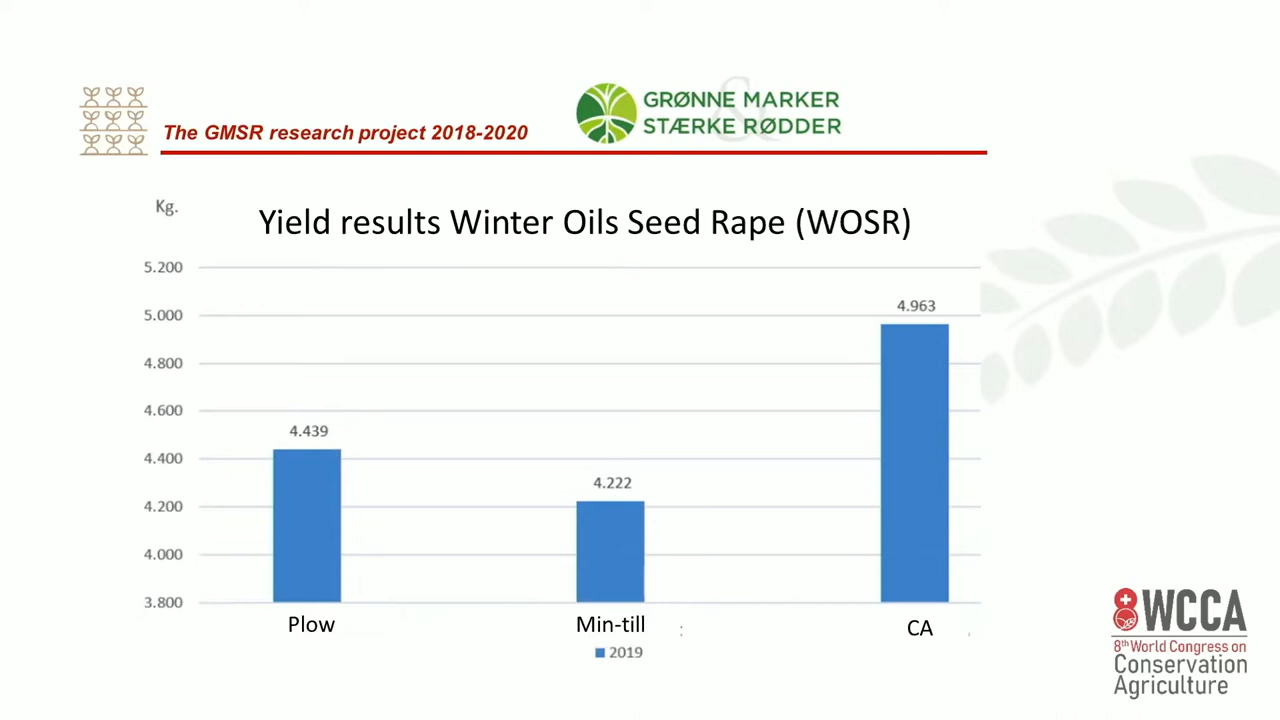 The GMSR research project 2018-2020
GRØNNE MARKER
&
STÆRKE RØDDER
Kg.
Yield results Winter Oils Seed Rape (WOSR)
5.200
5.000
4.800
4.600
4.400
4.200
4.000
3.800
4.439
4.222
4.963
Plow
Min-till
CA
2019
8 WCCA
8th World Congress on
Conservation
Agriculture